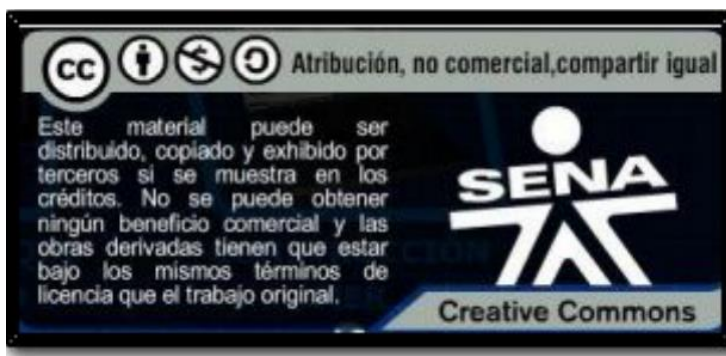 cc Atribución, no comercial,compartir igual
Este material puede ser
distribuido, copiado y exhibido por
terceros si se muestra en los
créditos. No se puede obtener
ningún beneficio comercial y las
obras derivadas tienen que estar
bajo los mismos términos de
licencia que el trabajo original.
SENA
Creative Commons